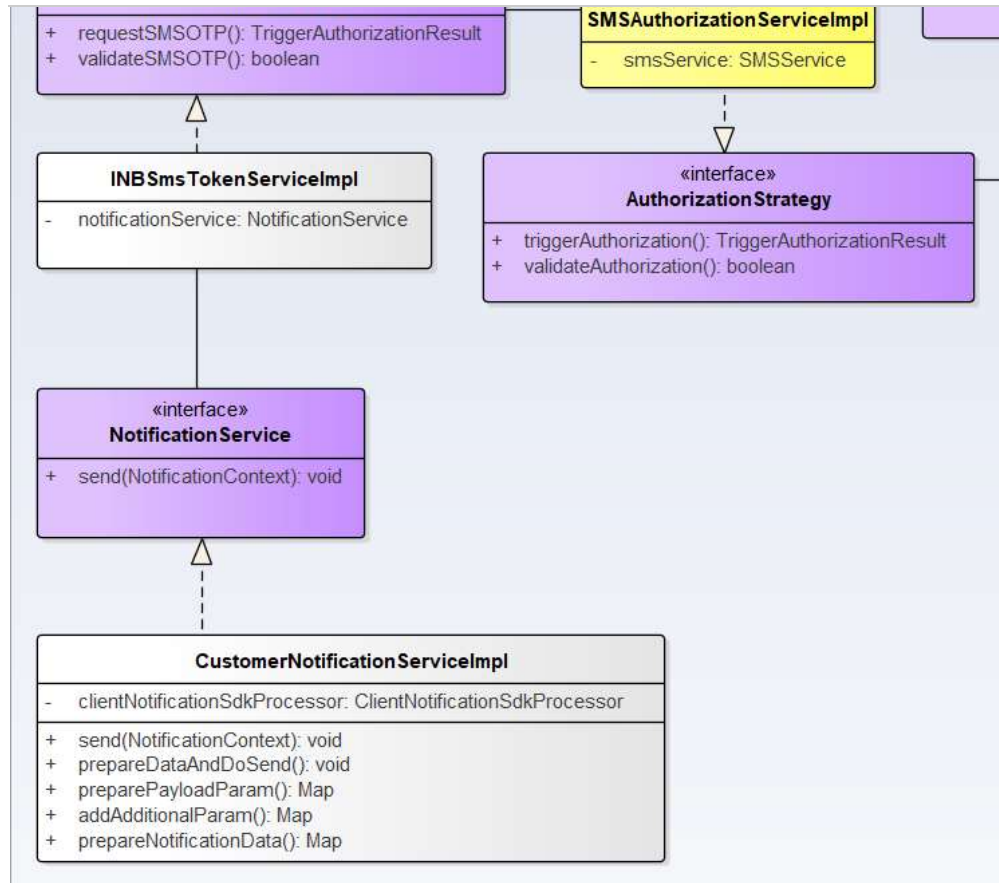 + requestSMSOTP(): TriggerAuthorizationResult
+ validateSMSOTP(): boolean
SMSAuthorizationServiceImpl
- smsService: SMSService
INBSmsTokenServiceImpl
- notificationService: NotificationService
«interface»
AuthorizationStrategy
+ triggerAuthorization(): TriggerAuthorizationResult
+ validateAuthorization(): boolean
«interface»
NotificationService
+ send(NotificationContext): void
CustomerNotificationServiceImpl
- clientNotificationSdkProcessor: ClientNotificationSdkProcessor
+ send(NotificationContext): void
+ prepareDataAndDoSend(): void
+ preparePayloadParam(): Map
+ addAdditionalParam(): Map
+ prepareNotificationData(): Map